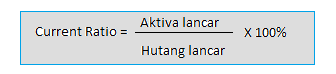 Aktiva lancar
Current Ratio = X 100%
Hutang lancar